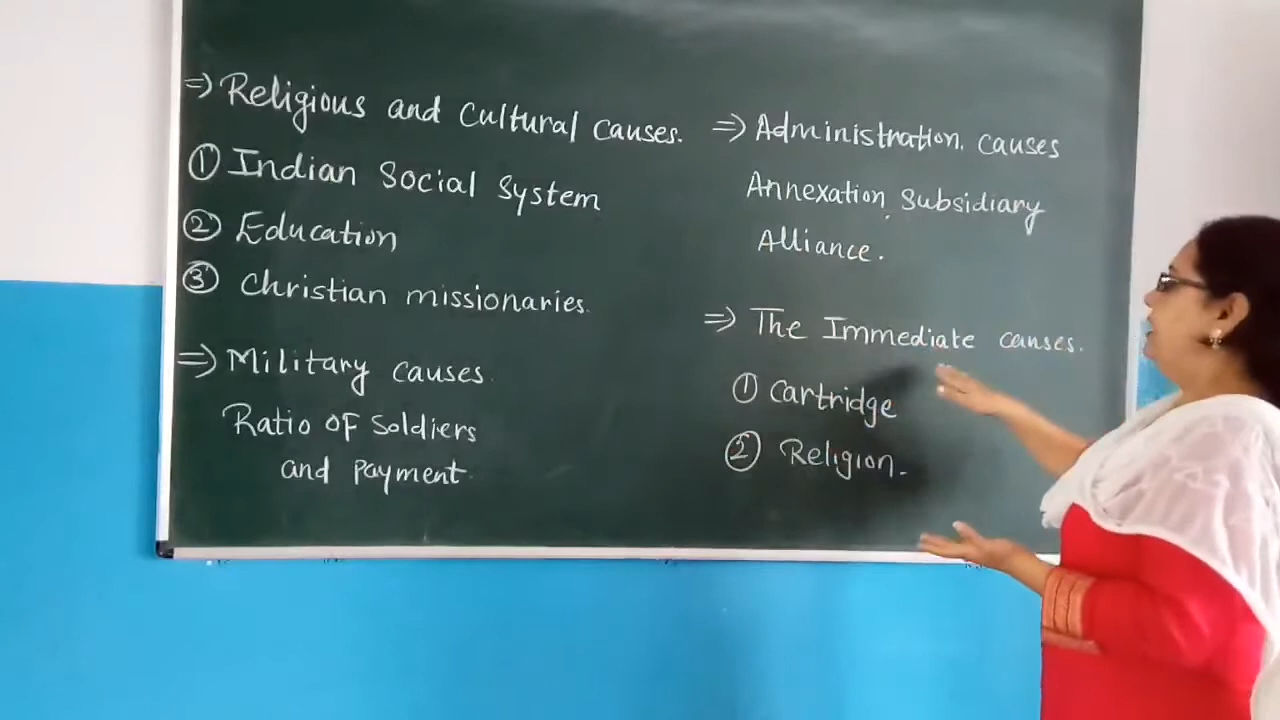 ⇒ Religious and Cultural causes.
① Indian Social System
② Education
③ Christian missionaries.
⇒ Military causes.
Ratio of Soldiers
and Payment.
⇒ Administration. causes
Annexation, Subsidiary
Alliance.
⇒ The Immediate causes.
① Cartridge
② Religion.